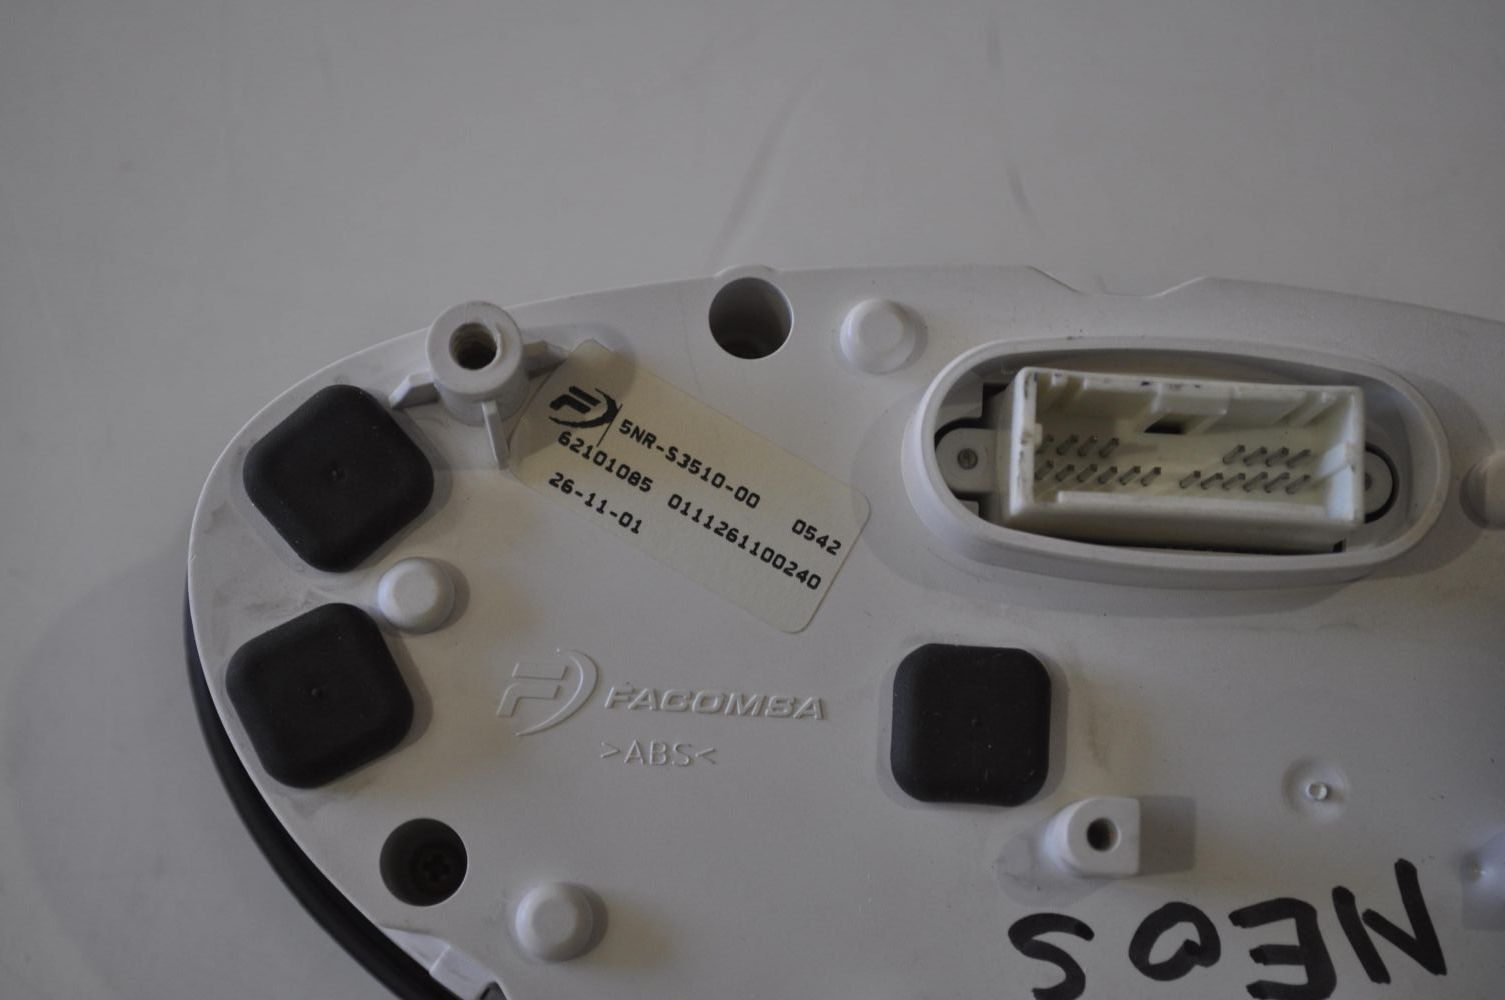 5NR-S3510-00 0542
62101085 0111261100240
26-11-01
FACOMSA
>ABS<
NEOS